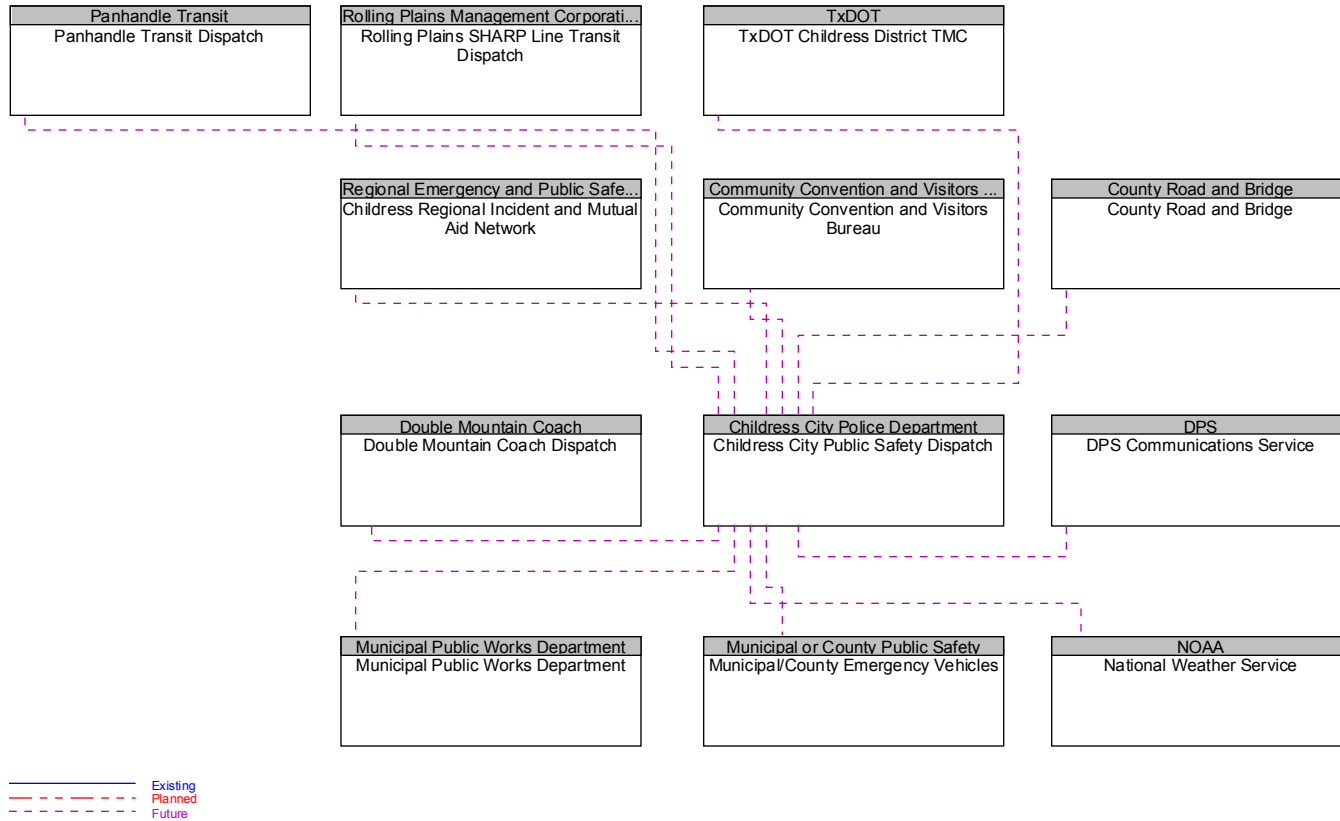 Panhandle Transit
Panhandle Transit Dispatch
Rolling Plains Management Corporati...
Rolling Plains SHARP Line Transit
Dispatch
TxDOT
TxDOT Childress District TMC
Regional Emergency and Public Safe...
Childress Regional Incident and Mutual
Aid Network
Community Convention and Visitors ...
Community Convention and Visitors
Bureau
County Road and Bridge
County Road and Bridge
Double Mountain Coach
Double Mountain Coach Dispatch
Childress City Police Department
Childress City Public Safety Dispatch
DPS
DPS Communications Service
Municipal Public Works Department
Municipal Public Works Department
Municipal or County Public Safety
Municipal/County Emergency Vehicles
NOAA
National Weather Service
Existing
Planned
Future